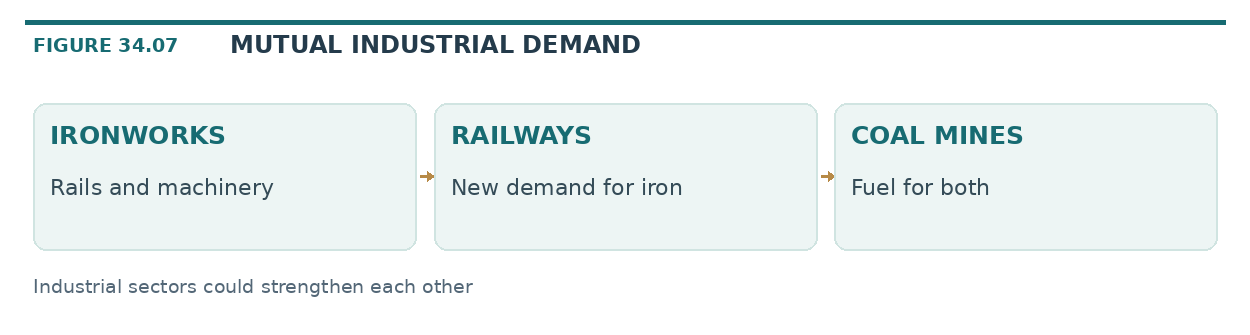 FIGURE 34.07 MUTUAL INDUSTRIAL DEMAND
IRONWORKS
Rails and machinery
RAILWAYS
New demand for iron
COAL MINES
Fuel for both
Industrial sectors could strengthen each other